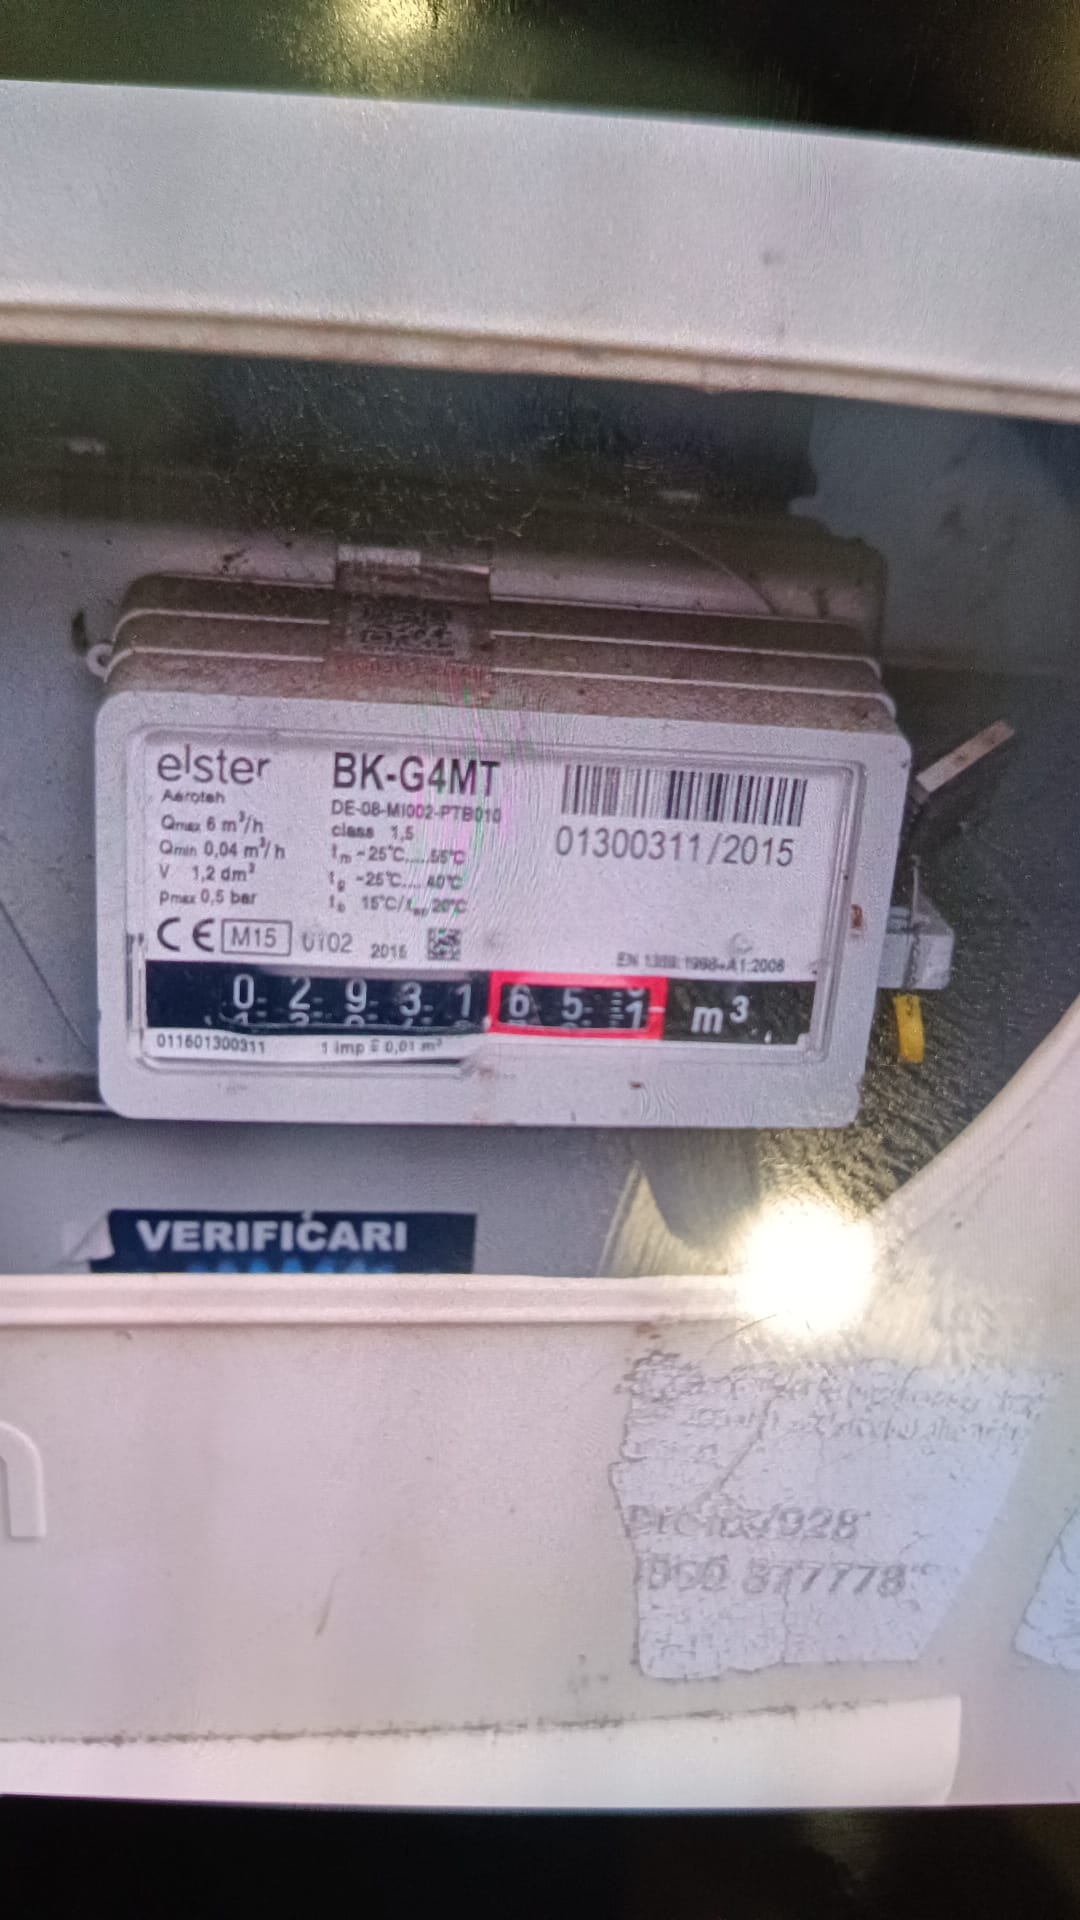 elster
Aeroteh
BK-G4MT
DE-08-MI002-PTB010
class 1,5
Qmax 6 m³/h
Qmin 0,04 m³/h
V 1,2 dm³
pmax 0,5 bar
tm -25°C.....55°C
tg -25°C.....40°C
15°C/ 20°C
01300311/2015
CE M15 0102
EN 1359:1998+A1:2006
0 2 9 3 1 6 5 1 m³
011601300311
1 imp ≙ 0,01 m³
VERIFICARI
877778